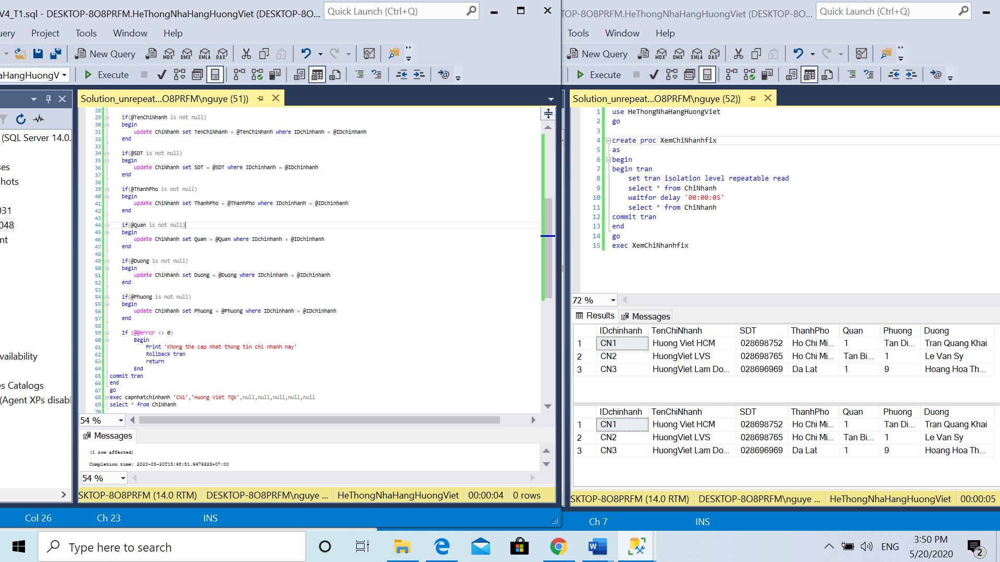 V4_T1.sql - DESKTOP-8O8PRFM.HeThongNhaHangHuongViet (DESKTOP-8O...
Quick Launch (Ctrl+Q)
ery Project Tools Window Help
New Query
MDX DMX XMLA DAX
aHangHuongV
Execute
(SQL Server 14.0.
ses
hots
031
048
nt
vailability
es Catalogs
(Agent XPs disabl
Solution_unrepeat...O8PRFM\nguye (51))
28
29 if(@TenChiNhanh is not null)
30 begin
31 update ChiNhanh set TenChiNhanh = @TenChiNhanh where IDchinhanh = @IDchinhanh
32 end
33
34 if(@SDT is not null)
35 begin
36 update ChiNhanh set SDT = @SDT where IDchinhanh = @IDchinhanh
37 end
38
39 if(@ThanhPho is not null)
40 begin
41 update ChiNhanh set ThanhPho = @ThanhPho where IDchinhanh = @IDchinhanh
42 end
43
44 if(@Quan is not null)
45 begin
46 update ChiNhanh set Quan = @Quan where IDchinhanh = @IDchinhanh
47 end
48
49 if(@Duong is not null)
50 begin
51 update ChiNhanh set Duong = @Duong where IDchinhanh = @IDchinhanh
52 end
53
54 if(@Phuong is not null)
55 begin
56 update ChiNhanh set Phuong = @Phuong where IDchinhanh = @IDchinhanh
57 end
58
59 If (@@error <> 0)
60 Begin
61 Print 'Khong the cap nhat thong tin chi nhanh nay'
62 Rollback tran
63 return
64 End
65 commit tran
66 end
67 go
68 exec capnhatchinhanh 'CN1','Huong Viet TQK',null,null,null,null,null
69 select * from ChiNhanh
70
54 %
Messages
(1 row affected)
Completion time: 2020-05-20T15:48:51.9479323+07:00
54 %
SKTOP-8O8PRFM (14.0 RTM) DESKTOP-8O8PRFM\nguye ... HeThongNhaHangHuongViet 00:00:04 0 rows
Col 26 Ch 23 INS
TOP-8O8PRFM.HeThongNhaHangHuongViet (DESKTOP-8O...
Quick Launch (Ctrl+Q)
Tools Window Help
New Query
MDX DMX XMLA DAX
Execute
Solution_unrepeat...O8PRFM\nguye (52))
1 use HeThongNhaHangHuongViet
2 go
3
4 create proc XemChiNhanhfix
5 as
6 begin
7 begin tran
8 set tran isolation level repeatable read
9 select * from ChiNhanh
10 waitfor delay '00:00:05'
11 select * from ChiNhanh
12 commit tran
13 end
14 go
15 exec XemChiNhanhfix
72 %
Results Messages
IDchinhanh TenChiNhanh SDT ThanhPho Quan Phuong Duong
1 CN1 Huong Viet HCM 028698752 Ho Chi Mi... 1 Tan Di... Tran Quang Khai
2 CN2 HuongViet LVS 028698765 Ho Chi Mi... Tan Bi... 1 Le Van Sy
3 CN3 HuongViet Lam Do... 028696969 Da Lat 1 9 Hoang Hoa Th...
IDchinhanh TenChiNhanh SDT ThanhPho Quan Phuong Duong
1 CN1 Huong Viet HCM 028698752 Ho Chi Mi... 1 Tan Di... Tran Quang Khai
2 CN2 HuongViet LVS 028698765 Ho Chi Mi... Tan Bi... 1 Le Van Sy
3 CN3 HuongViet Lam Do... 028696969 Da Lat 1 9 Hoang Hoa Th...
SKTOP-8O8PRFM (14.0 RTM) DESKTOP-8O8PRFM\nguye ... HeThongNhaHangHuongViet 00:00:05
Ch 7 INS
Type here to search
ENG
3:50 PM
5/20/2020
2